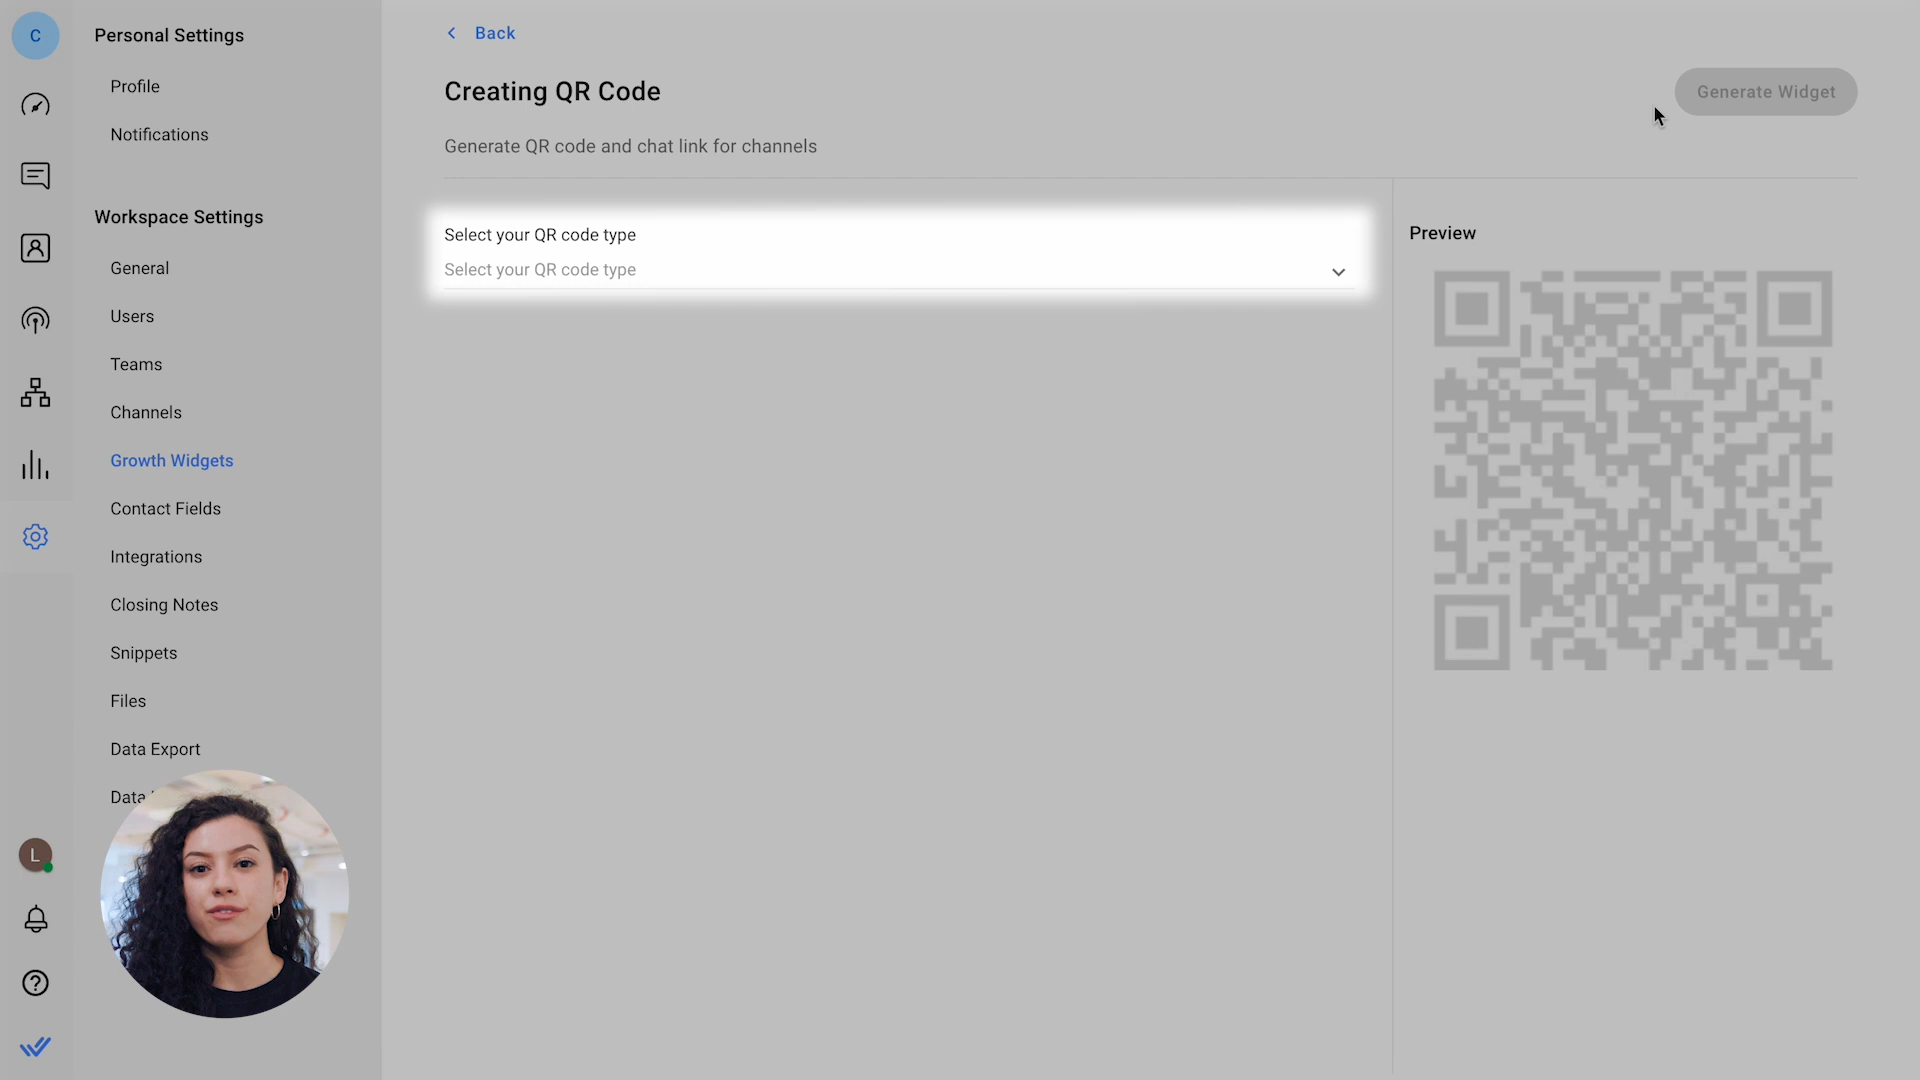 C
Personal Settings
Profile
Notifications
Workspace Settings
General
Users
Teams
Channels
Growth Widgets
Contact Fields
Integrations
Closing Notes
Snippets
Files
Data Export
Data
L
Back
Creating QR Code
Generate Widget
Generate QR code and chat link for channels
Select your QR code type
Select your QR code type
Preview